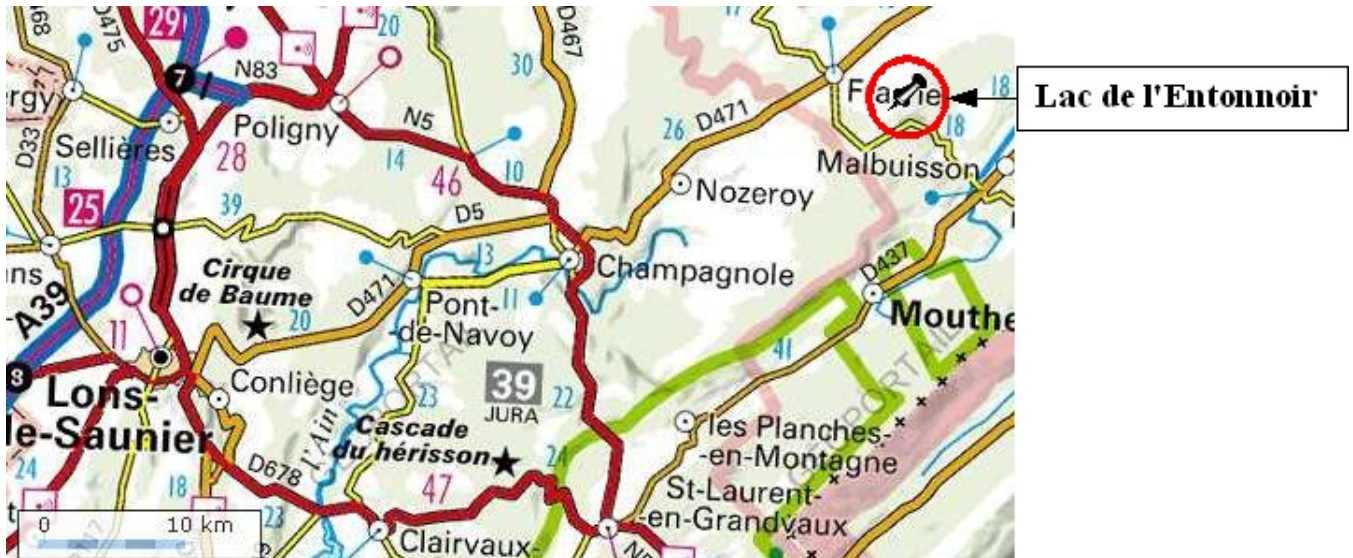 D475
29
20
D467
17
7
N83
30
18
Frasne
Lac de l'Entonnoir
D33
Poligny
N5
26
D471
18
Sellières
28
14
10
Malbuisson
13
46
Nozeroy
25
39
D5
13
Cirque
de Baume
Champagnole
D437
A39
D471
11
Pont-
-de-Navoy
Mouthe
11
20
41
8
Conliège
39
JURA
22
Lons-
le-Saunier
23
l'Ain
Cascade
du hérisson
les Planches-
-en-Montagne
24
D678
24
47
18
St-Laurent-
-en-Grandvaux
0 10 km
23
Clairvaux-